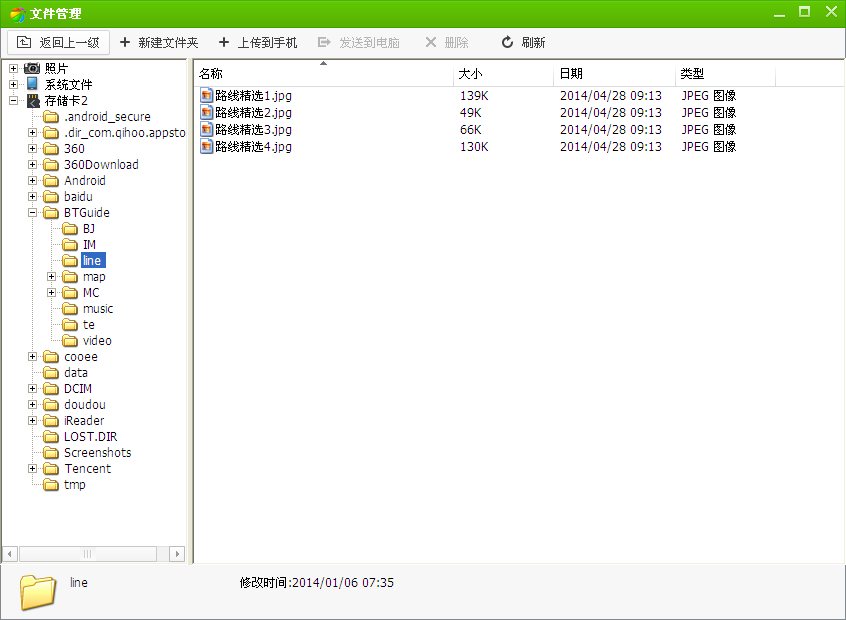 文件管理
返回上一级 新建文件夹 上传到手机 发送到电脑 删除 刷新
照片
系统文件
存储卡2
.android_secure
.dir_com.qihoo.appsto
360
360Download
Android
baidu
BTGuide
BJ
IM
line
map
MC
music
te
video
cooee
data
DCIM
doudou
iReader
LOST.DIR
Screenshots
Tencent
tmp
名称 大小 日期 类型
路线精选1.jpg 139K 2014/04/28 09:13 JPEG 图像
路线精选2.jpg 49K 2014/04/28 09:13 JPEG 图像
路线精选3.jpg 66K 2014/04/28 09:13 JPEG 图像
路线精选4.jpg 130K 2014/04/28 09:13 JPEG 图像
line 修改时间:2014/01/06 07:35